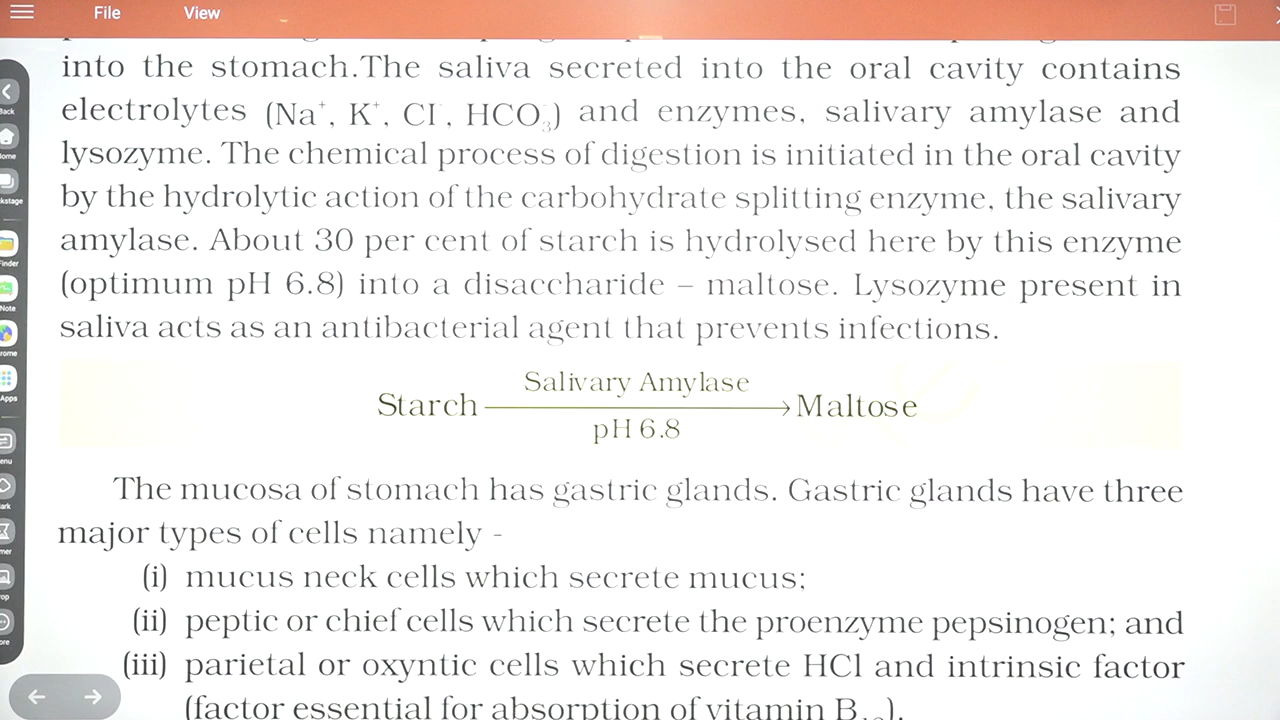 File View
into the stomach.The saliva secreted into the oral cavity contains
electrolytes (Na⁺, K⁺, Cl⁻, HCO₃⁻) and enzymes, salivary amylase and
lysozyme. The chemical process of digestion is initiated in the oral cavity
by the hydrolytic action of the carbohydrate splitting enzyme, the salivary
amylase. About 30 per cent of starch is hydrolysed here by this enzyme
(optimum pH 6.8) into a disaccharide – maltose. Lysozyme present in
saliva acts as an antibacterial agent that prevents infections.
Salivary Amylase
Starch → Maltose
pH 6.8
The mucosa of stomach has gastric glands. Gastric glands have three
major types of cells namely -
(i) mucus neck cells which secrete mucus;
(ii) peptic or chief cells which secrete the proenzyme pepsinogen; and
(iii) parietal or oxyntic cells which secrete HCl and intrinsic factor
(factor essential for absorption of vitamin B₁₂).
Back
Apps